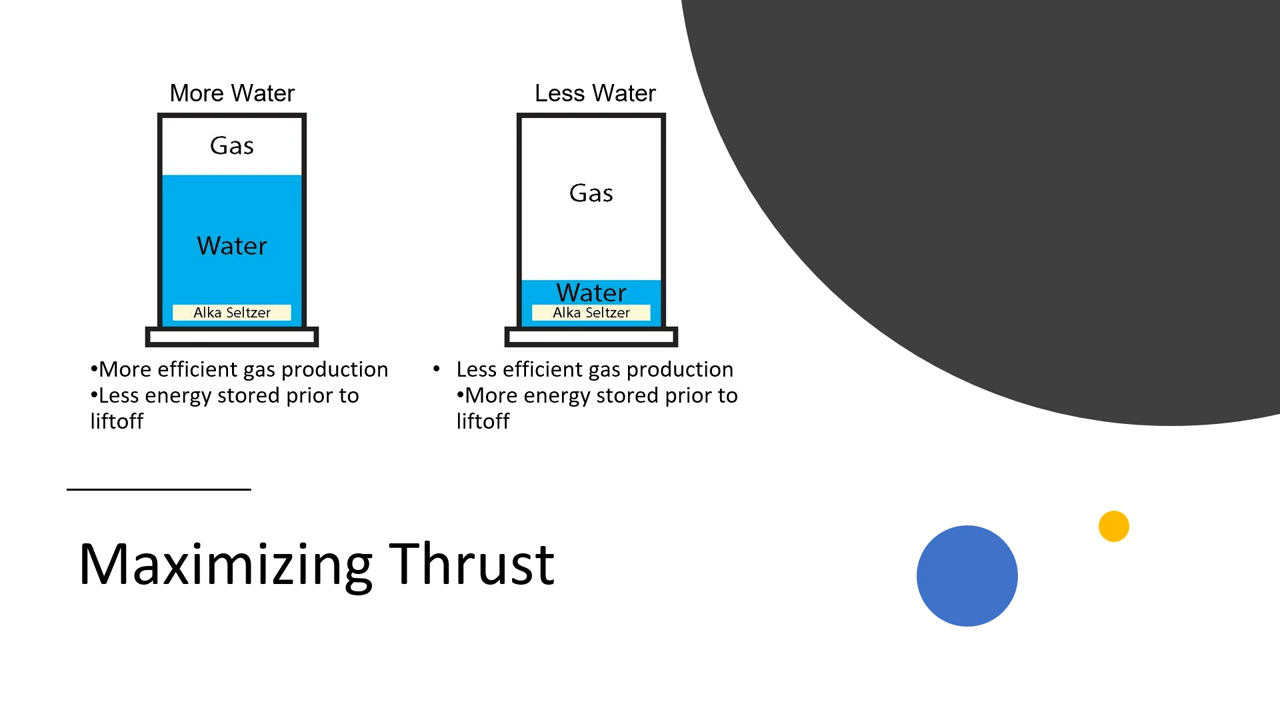 More Water
Gas
Water
Alka Seltzer
•More efficient gas production
•Less energy stored prior to
liftoff
Less Water
Gas
Water
Alka Seltzer
• Less efficient gas production
•More energy stored prior to
liftoff
Maximizing Thrust